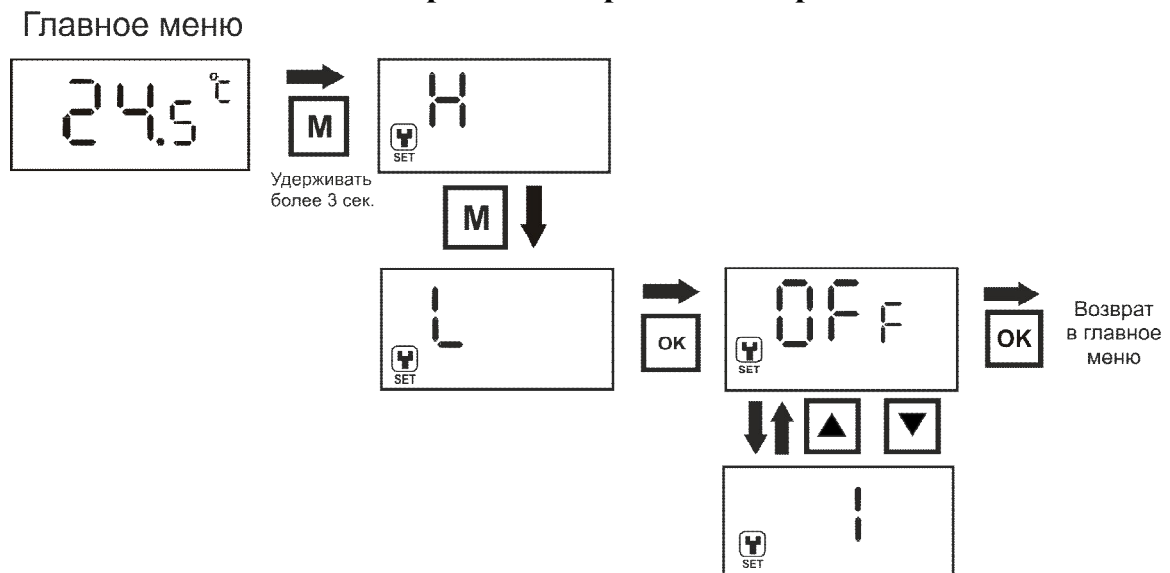 Главное меню
24.5 °C
M
Удерживать
более 3 сек.
H
SET
M
L
SET
OK
OFF
SET
OK
Возврат
в главное
меню
▲ ▼
1
SET